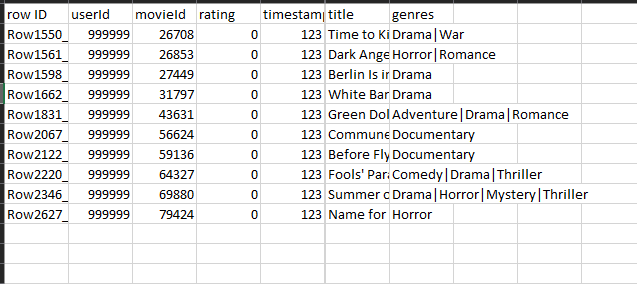 row ID userId movieId rating timestamp title genres
Row1550_ 999999 26708 0 123 Time to Ki Drama|War
Row1561_ 999999 26853 0 123 Dark Ange Horror|Romance
Row1598_ 999999 27449 0 123 Berlin Is in Drama
Row1662_ 999999 31797 0 123 White Bar Drama
Row1831_ 999999 43631 0 123 Green Dol Adventure|Drama|Romance
Row2067_ 999999 56624 0 123 Commune Documentary
Row2122_ 999999 59136 0 123 Before Fly Documentary
Row2220_ 999999 64327 0 123 Fools' Para Comedy|Drama|Thriller
Row2346_ 999999 69880 0 123 Summer o Drama|Horror|Mystery|Thriller
Row2627_ 999999 79424 0 123 Name for Horror